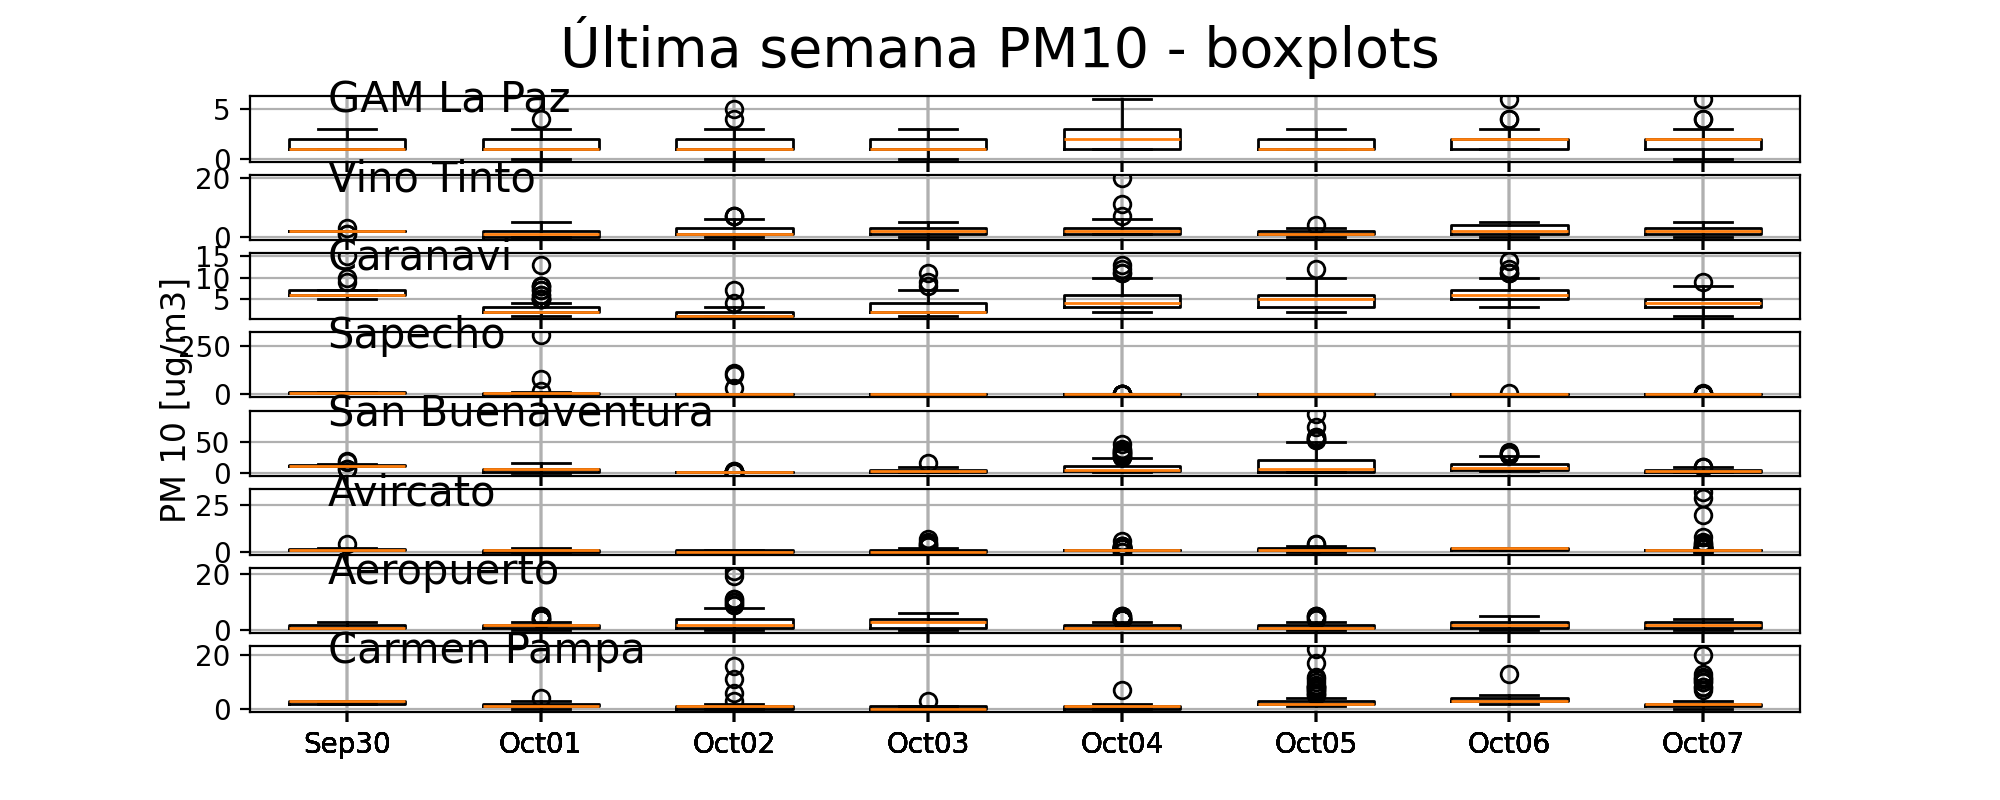 Última semana PM10 - boxplots
GAM La Paz
5
0
Vino Tinto
20
0
Caranavi
15
10
5
Sapecho
250
0
San Buenaventura
50
0
Avircato
25
0
Aeropuerto
20
0
Carmen Pampa
20
0
PM 10 [ug/m3]
Sep30 Oct01 Oct02 Oct03 Oct04 Oct05 Oct06 Oct07